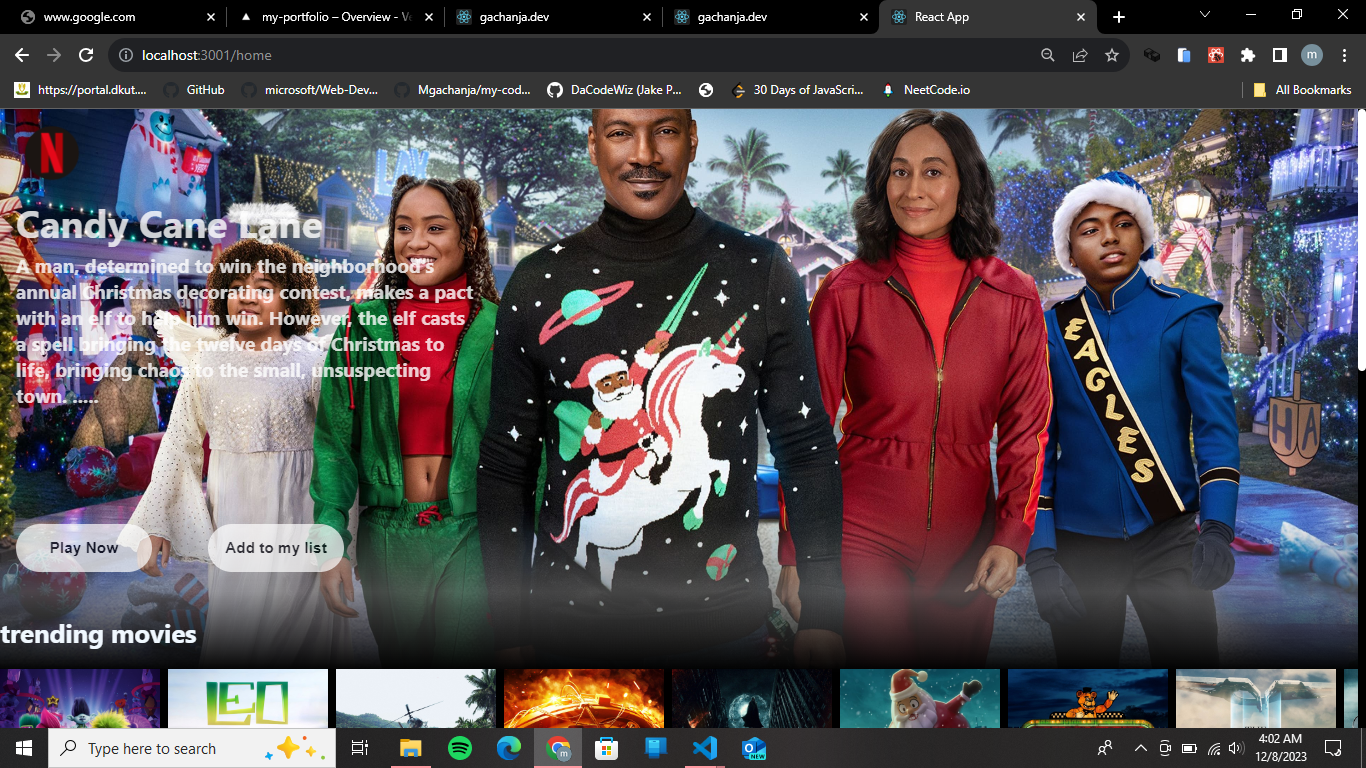 www.google.com
my-portfolio – Overview - Ve
gachanja.dev
gachanja.dev
React App
localhost:3001/home
m
https://portal.dkut....
GitHub
microsoft/Web-Dev...
Mgachanja/my-cod...
DaCodeWiz (Jake P...
30 Days of JavaScri...
NeetCode.io
All Bookmarks
N
LAW
Candy Cane Lane
A man, determined to win the neighborhood's
annual Christmas decorating contest, makes a pact
with an elf to help him win. However, the elf casts
a spell bringing the twelve days of Christmas to
life, bringing chaos to the small, unsuspecting
town. .....
EAGLES
HA
Play Now
Add to my list
trending movies
LEO
Type here to search
NEW
4:02 AM
12/8/2023